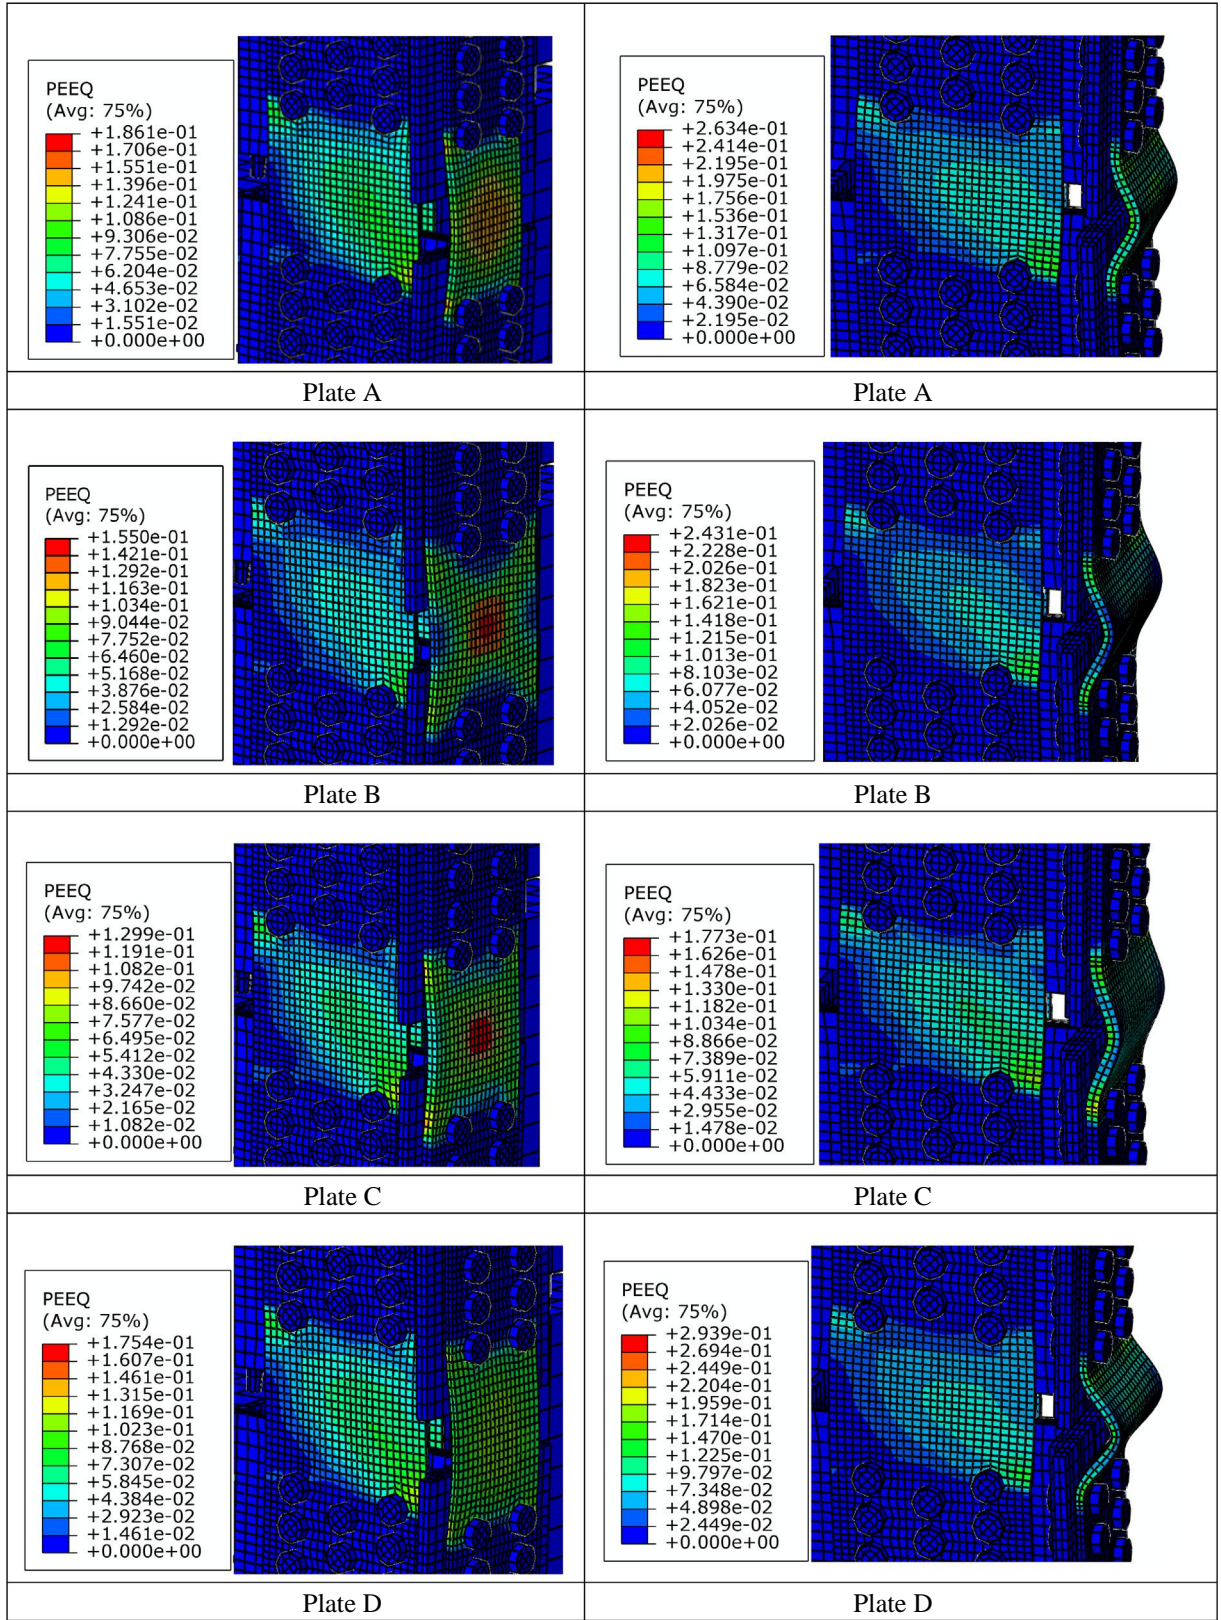 PEEQ
(Avg: 75%)
+1.861e-01
+1.706e-01
+1.551e-01
+1.396e-01
+1.241e-01
+1.086e-01
+9.306e-02
+7.755e-02
+6.204e-02
+4.653e-02
+3.102e-02
+1.551e-02
+0.000e+00
PEEQ
(Avg: 75%)
+2.634e-01
+2.414e-01
+2.195e-01
+1.975e-01
+1.756e-01
+1.536e-01
+1.317e-01
+1.097e-01
+8.779e-02
+6.584e-02
+4.390e-02
+2.195e-02
+0.000e+00
Plate A
Plate A
PEEQ
(Avg: 75%)
+1.550e-01
+1.421e-01
+1.292e-01
+1.163e-01
+1.034e-01
+9.044e-02
+7.752e-02
+6.460e-02
+5.168e-02
+3.876e-02
+2.584e-02
+1.292e-02
+0.000e+00
PEEQ
(Avg: 75%)
+2.431e-01
+2.228e-01
+2.026e-01
+1.823e-01
+1.621e-01
+1.418e-01
+1.215e-01
+1.013e-01
+8.103e-02
+6.077e-02
+4.052e-02
+2.026e-02
+0.000e+00
Plate B
Plate B
PEEQ
(Avg: 75%)
+1.299e-01
+1.191e-01
+1.082e-01
+9.742e-02
+8.660e-02
+7.577e-02
+6.495e-02
+5.412e-02
+4.330e-02
+3.247e-02
+2.165e-02
+1.082e-02
+0.000e+00
PEEQ
(Avg: 75%)
+1.773e-01
+1.626e-01
+1.478e-01
+1.330e-01
+1.182e-01
+1.034e-01
+8.866e-02
+7.389e-02
+5.911e-02
+4.433e-02
+2.955e-02
+1.478e-02
+0.000e+00
Plate C
Plate C
PEEQ
(Avg: 75%)
+1.754e-01
+1.607e-01
+1.461e-01
+1.315e-01
+1.169e-01
+1.023e-01
+8.768e-02
+7.307e-02
+5.845e-02
+4.384e-02
+2.923e-02
+1.461e-02
+0.000e+00
PEEQ
(Avg: 75%)
+2.939e-01
+2.694e-01
+2.449e-01
+2.204e-01
+1.959e-01
+1.714e-01
+1.470e-01
+1.225e-01
+9.797e-02
+7.348e-02
+4.898e-02
+2.449e-02
+0.000e+00
Plate D
Plate D